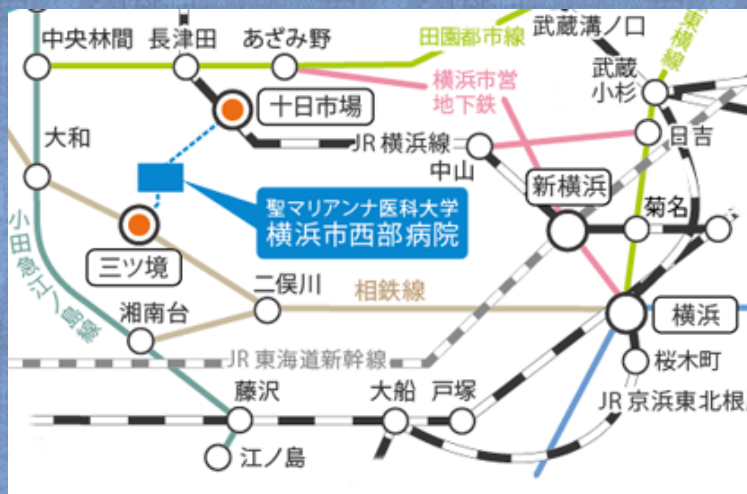 中央林間
長津田
あざみ野
田園都市線
武蔵溝ノ口
東横線
横浜市営
地下鉄
武蔵
小杉
十日市場
大和
JR 横浜線
中山
日吉
新横浜
菊名
聖マリアンナ医科大学
横浜市西部病院
三ツ境
小田急江ノ島線
湘南台
二俣川
相鉄線
横浜
JR 東海道新幹線
桜木町
藤沢
大船
戸塚
JR 京浜東北根
江ノ島